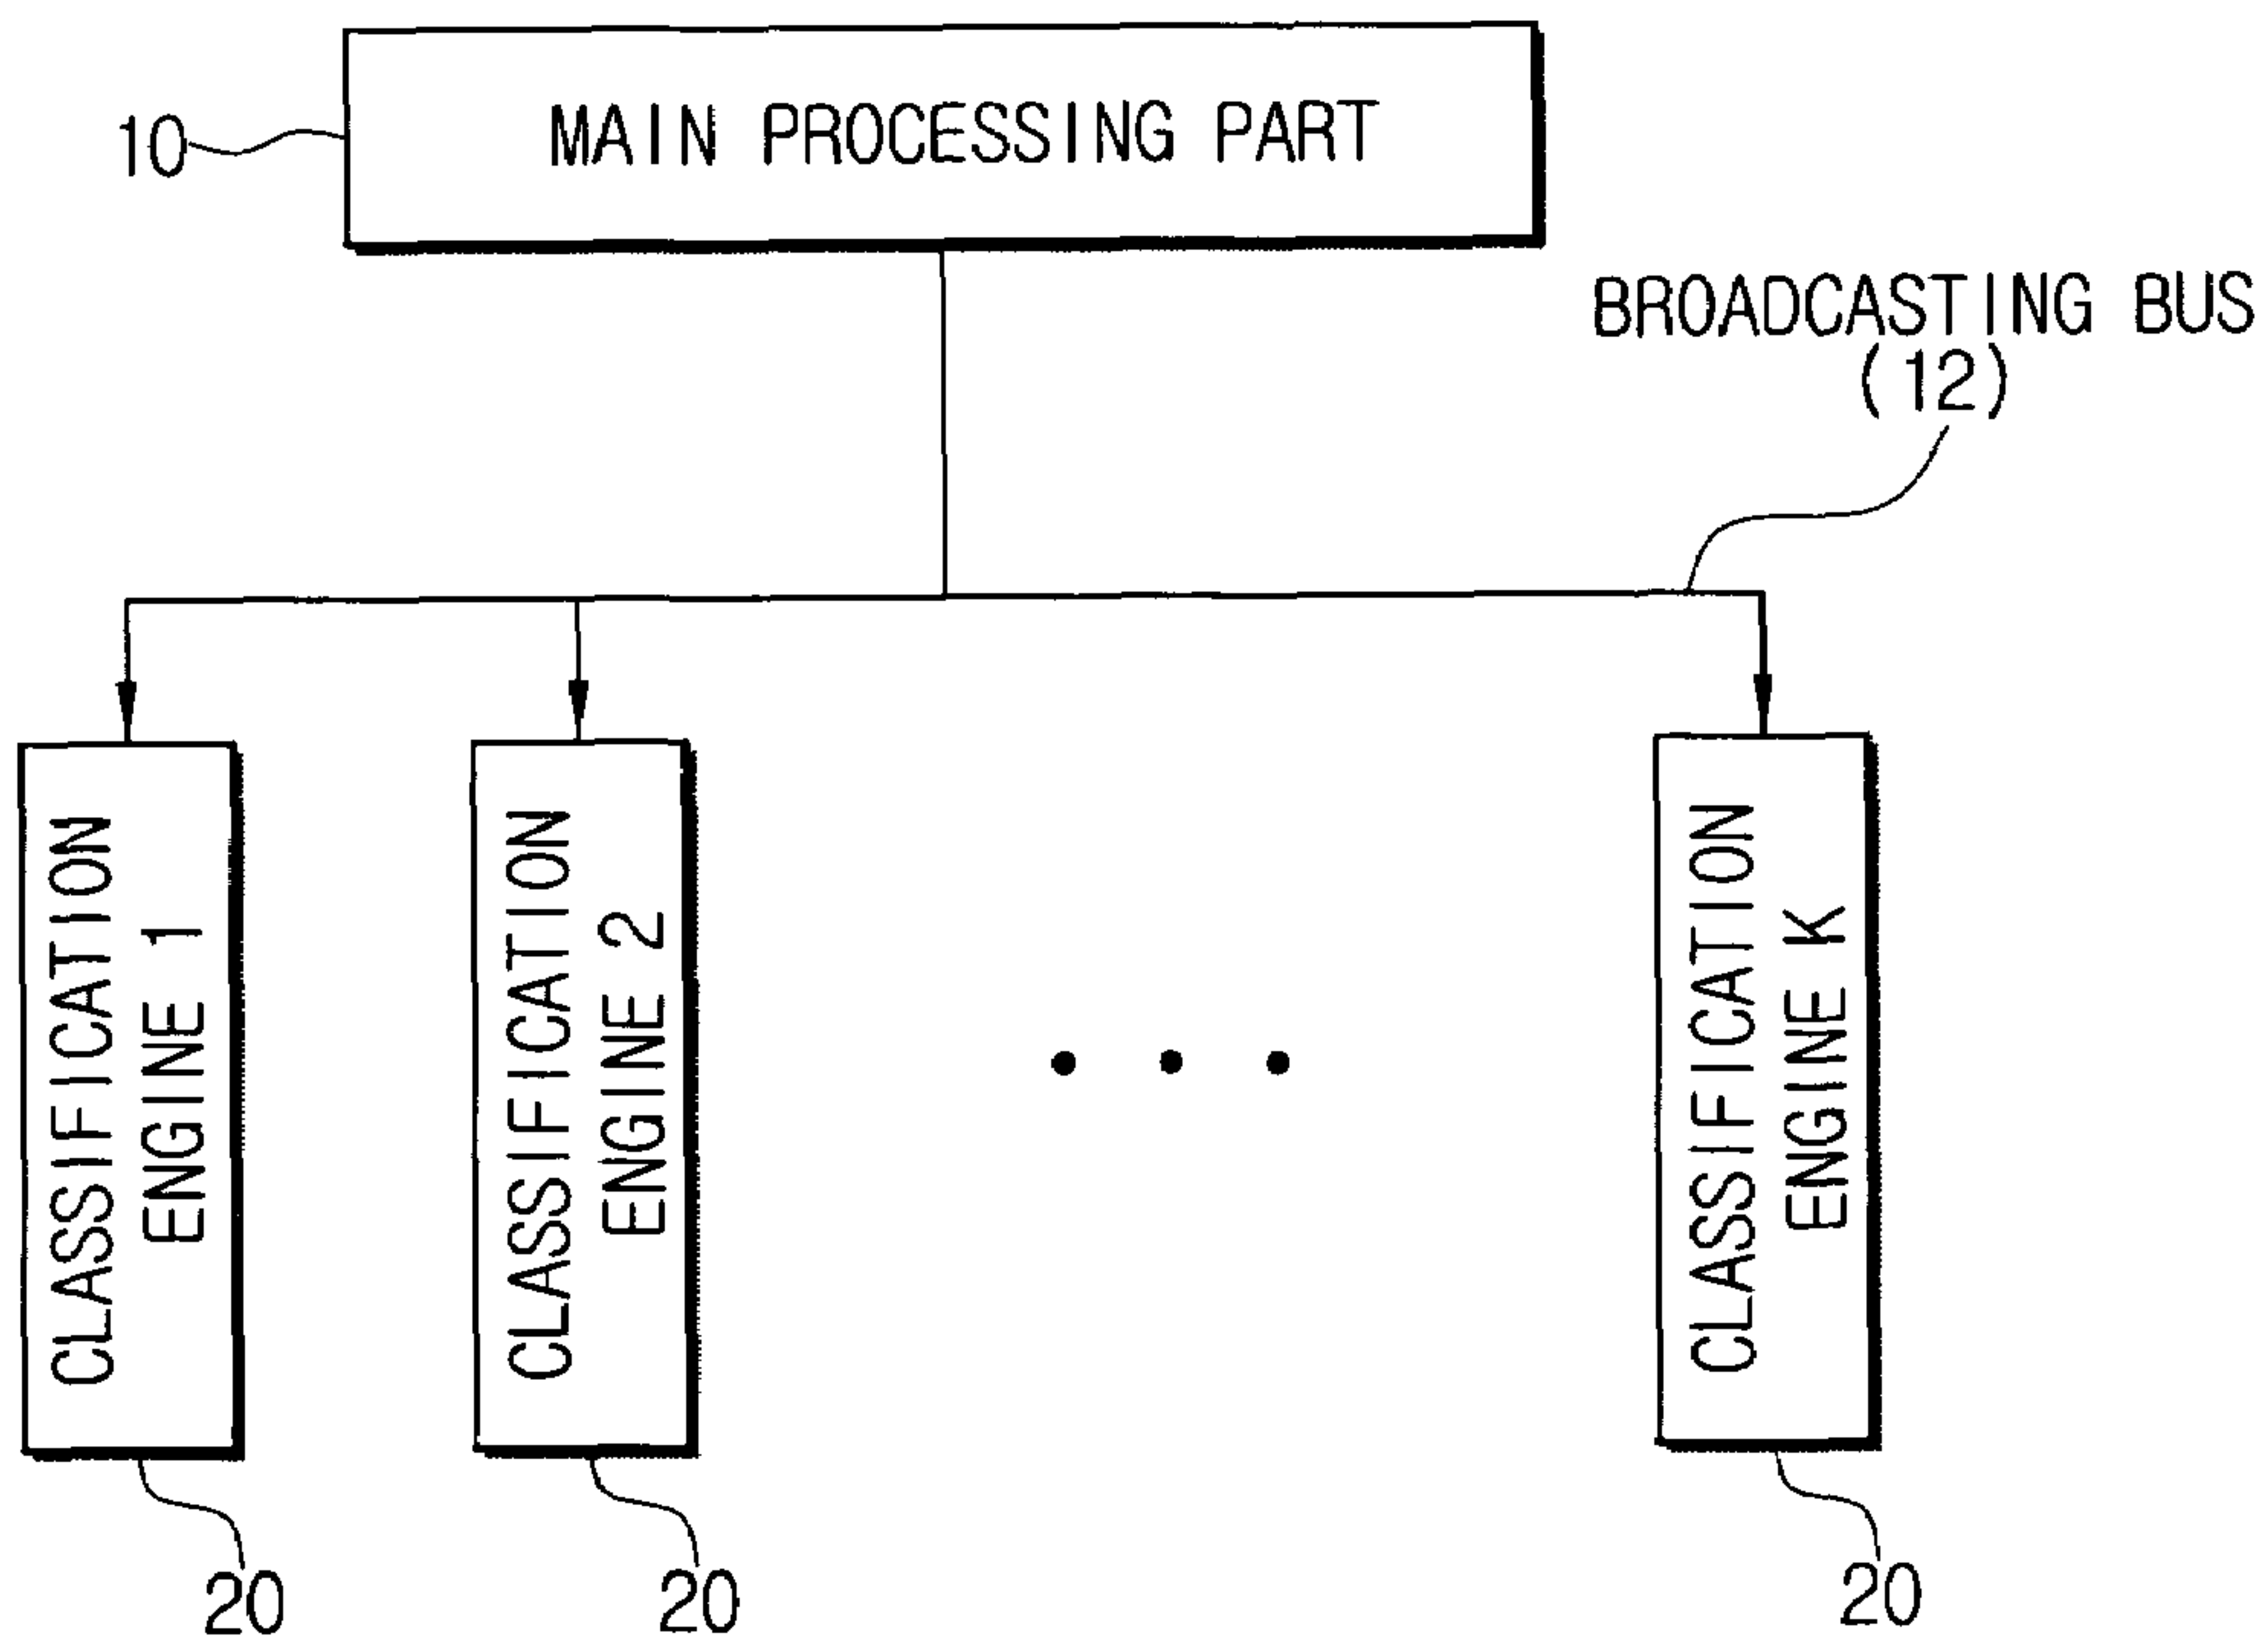 MAIN PROCESSING PART
10
BROADCASTING BUS
(12)
CLASSIFICATION
ENGINE 1
CLASSIFICATION
ENGINE 2
CLASSIFICATION
ENGINE K
20
20
20